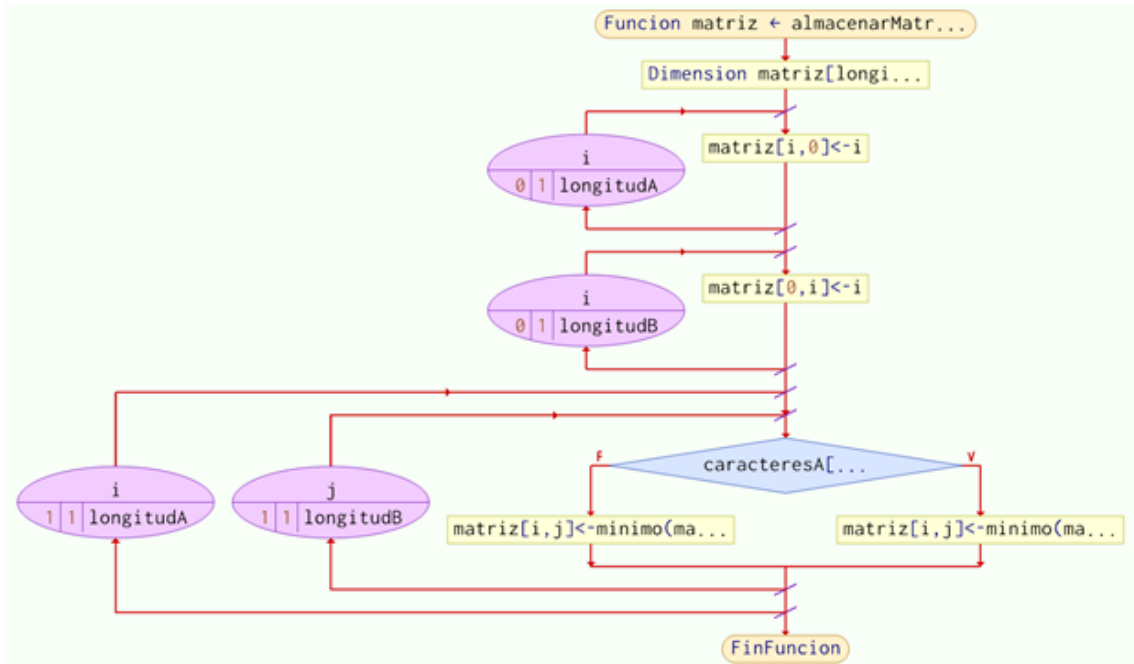 Funcion matriz ← almacenarMatr...
Dimension matriz[longi...
matriz[i,0]<-i
i
0 1 longitudA
matriz[0,i]<-i
i
0 1 longitudB
F
caracteresA[...
V
i
1 1 longitudA
j
1 1 longitudB
matriz[i,j]<-minimo(ma...
matriz[i,j]<-minimo(ma...
FinFuncion